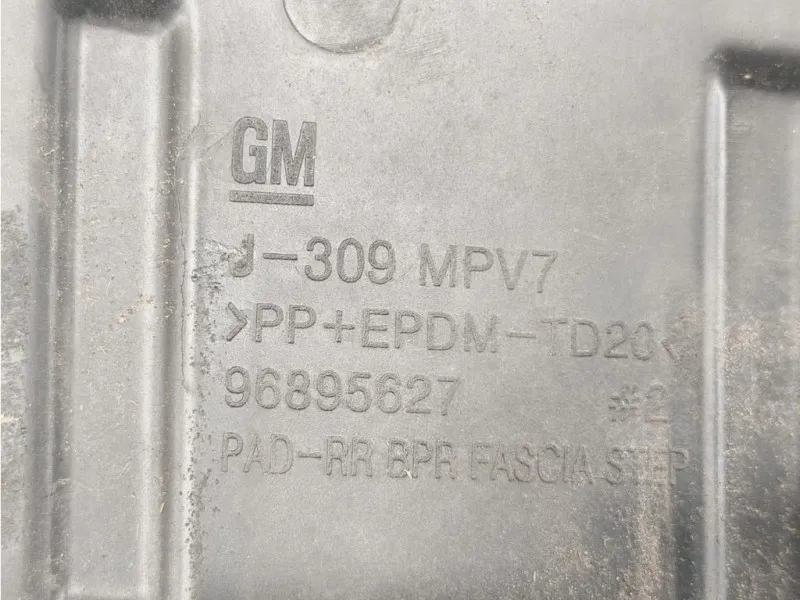 GM
J-309 MPV7
>PP+EPDM-TD20<
96895627 #2
PAD-RR BPR FASCIA STEP